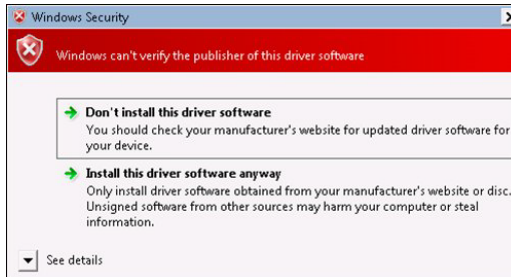 Windows Security
Windows can't verify the publisher of this driver software
Don't install this driver software
You should check your manufacturer's website for updated driver software for
your device.
Install this driver software anyway
Only install driver software obtained from your manufacturer's website or disc.
Unsigned software from other sources may harm your computer or steal
information.
See details